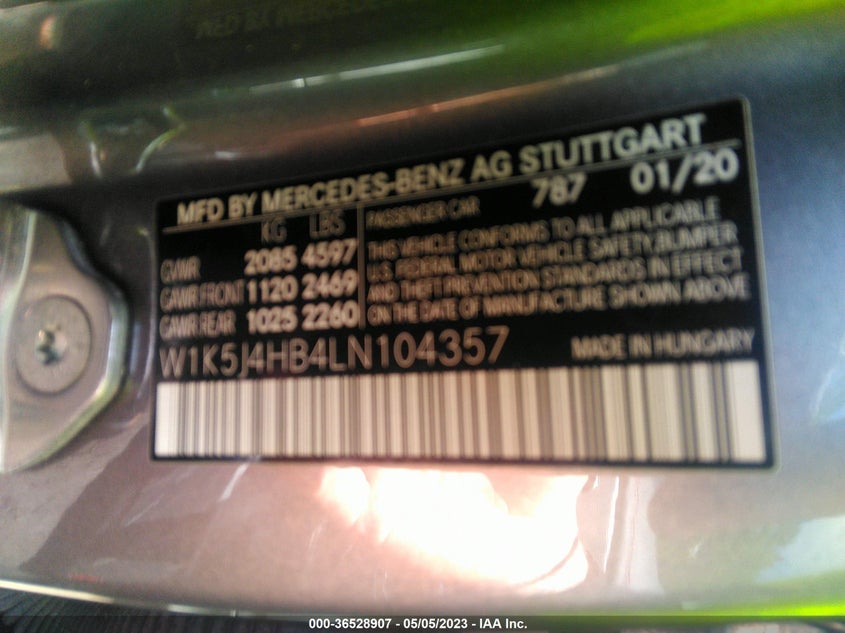 MFD BY MERCEDES-BENZ AG STUTTGART
KG LBS PASSENGER CAR 787 01/20
GVWR 2085 4597
GAWR FRONT 1120 2469
GAWR REAR 1025 2260
THIS VEHICLE CONFORMS TO ALL APPLICABLE
U.S. FEDERAL MOTOR VEHICLE SAFETY, BUMPER
AND THEFT PREVENTION STANDARDS IN EFFECT
ON THE DATE OF MANUFACTURE SHOWN ABOVE
W1K5J4HB4LN104357 MADE IN HUNGARY
000-36528907 - 05/05/2023 - IAA Inc.